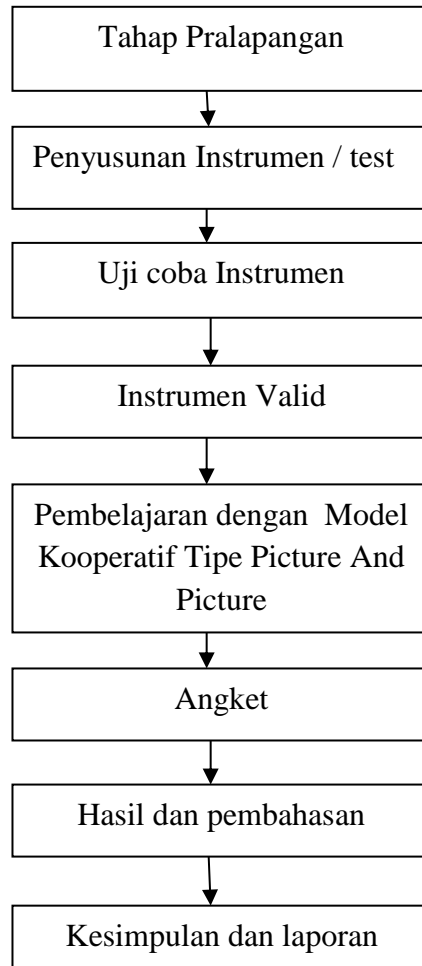 Tahap Pralapangan
Penyusunan Instrumen / test
Uji coba Instrumen
Instrumen Valid
Pembelajaran dengan Model
Kooperatif Tipe Picture And
Picture
Angket
Hasil dan pembahasan
Kesimpulan dan laporan